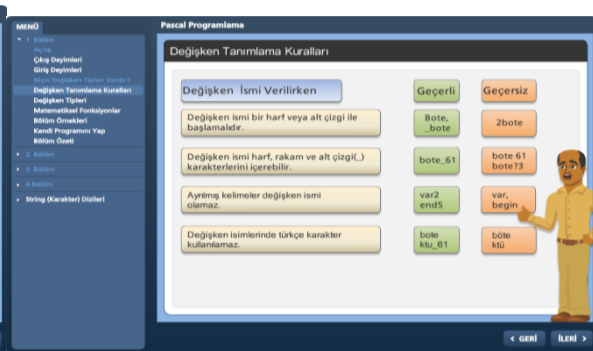 MENÜ
1. Bölüm
Açılış
Çıkış Deyimleri
Giriş Deyimleri
Niçin Değişken Tipleri Vardır?
Değişken Tanımlama Kuralları
Değişken Tipleri
Matematiksel Fonksiyonlar
Bölüm Örnekleri
Kendi Programını Yap
Bölüm Özeti
2. Bölüm
3. Bölüm
4.Bölüm
String (Karakter) Dizileri
Pascal Programlama
Değişken Tanımlama Kuralları
Değişken İsmi Verilirken
Geçerli
Geçersiz
Değişken ismi bir harf veya alt çizgi ile
başlamalıdır.
Bote,
_bote
2bote
Değişken ismi harf, rakam ve alt çizgi(_)
karakterlerini içerebilir.
bote_61
bote 61
bote?3
Ayrılmış kelimeler değişken ismi
olamaz.
var2
end5
var,
begin
Değişken isimlerinde türkçe karakter
kullanılamaz.
bote
ktu_61
böte
ktü
< GERİ
İLERİ >